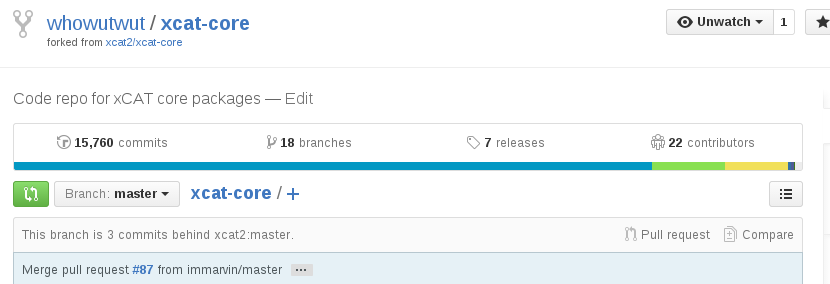 whowutwut / xcat-core
Unwatch 1
forked from xcat2/xcat-core
Code repo for xCAT core packages — Edit
15,760 commits 18 branches 7 releases 22 contributors
Branch: master xcat-core / +
This branch is 3 commits behind xcat2:master. Pull request Compare
Merge pull request #87 from immarvin/master ...